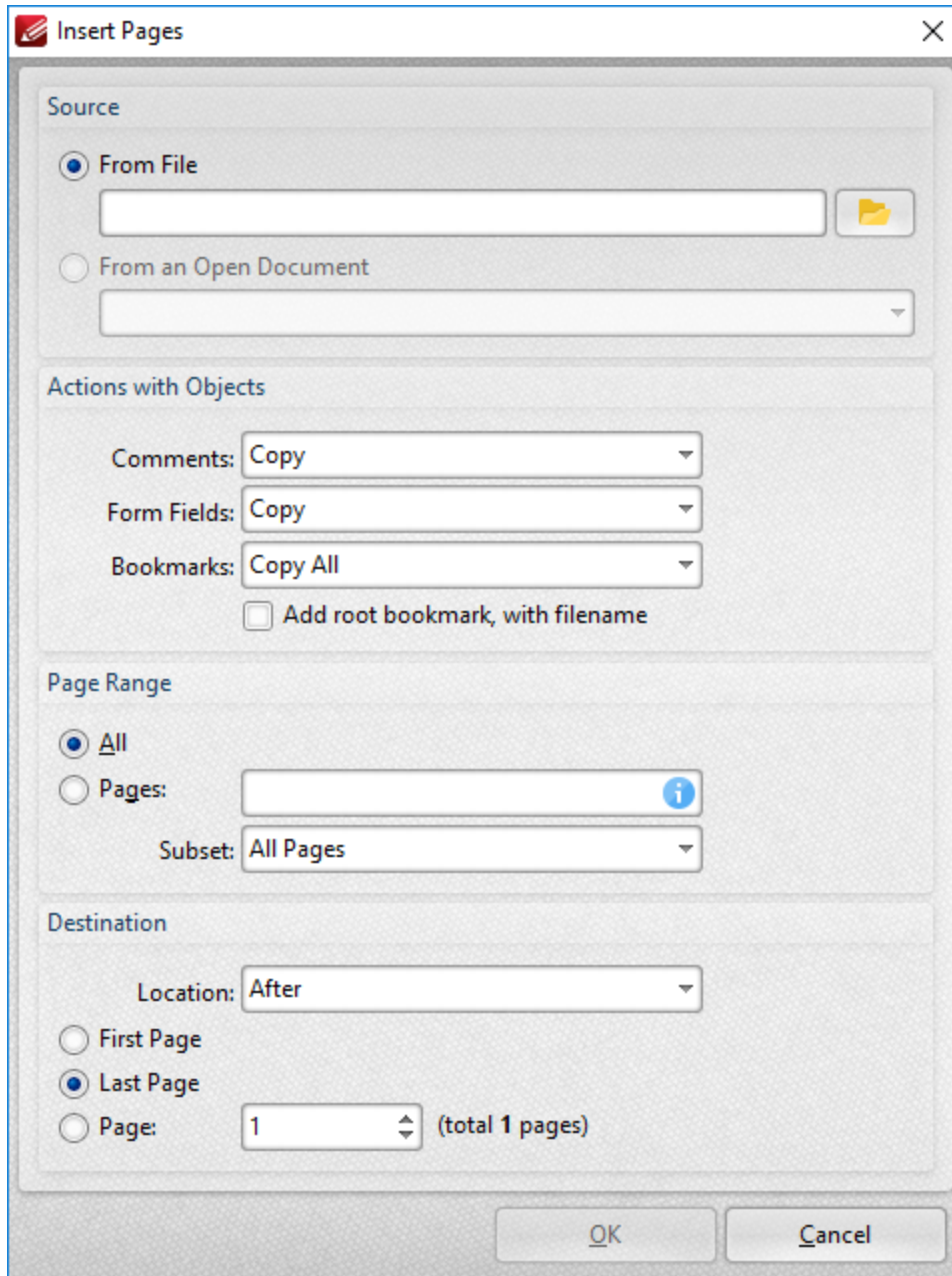 Insert Pages
Source
From File
From an Open Document
Actions with Objects
Comments: Copy
Form Fields: Copy
Bookmarks: Copy All
Add root bookmark, with filename
Page Range
All
Pages:
Subset: All Pages
Destination
Location: After
First Page
Last Page
Page: 1 (total 1 pages)
OK Cancel